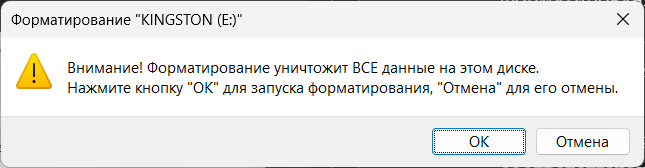 Форматирование "KINGSTON (E:)"
Внимание! Форматирование уничтожит ВСЕ данные на этом диске.
Нажмите кнопку "ОК" для запуска форматирования, "Отмена" для его отмены.
ОК
Отмена